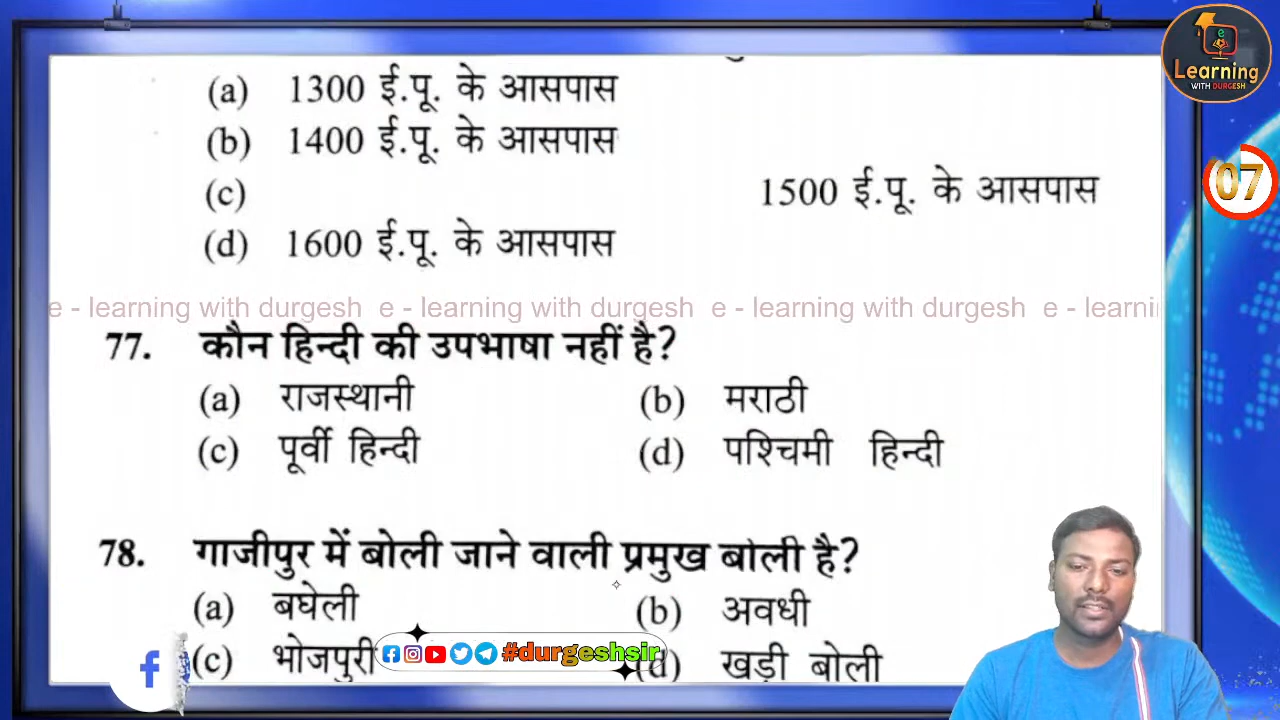 (a) 1300 ई.पू. के आसपास
(b) 1400 ई.पू. के आसपास
(c) 1500 ई.पू. के आसपास
(d) 1600 ई.पू. के आसपास
e - learning with durgesh e - learning with durgesh e - learning with durgesh e - learni
77. कौन हिन्दी की उपभाषा नहीं है?
(a) राजस्थानी (b) मराठी
(c) पूर्वी हिन्दी (d) पश्चिमी हिन्दी
78. गाजीपुर में बोली जाने वाली प्रमुख बोली है?
(a) बघेली (b) अवधी
(c) भोजपुरी (d) खड़ी बोली
#durgeshsir
e
Learning
WITH DURGESH
07